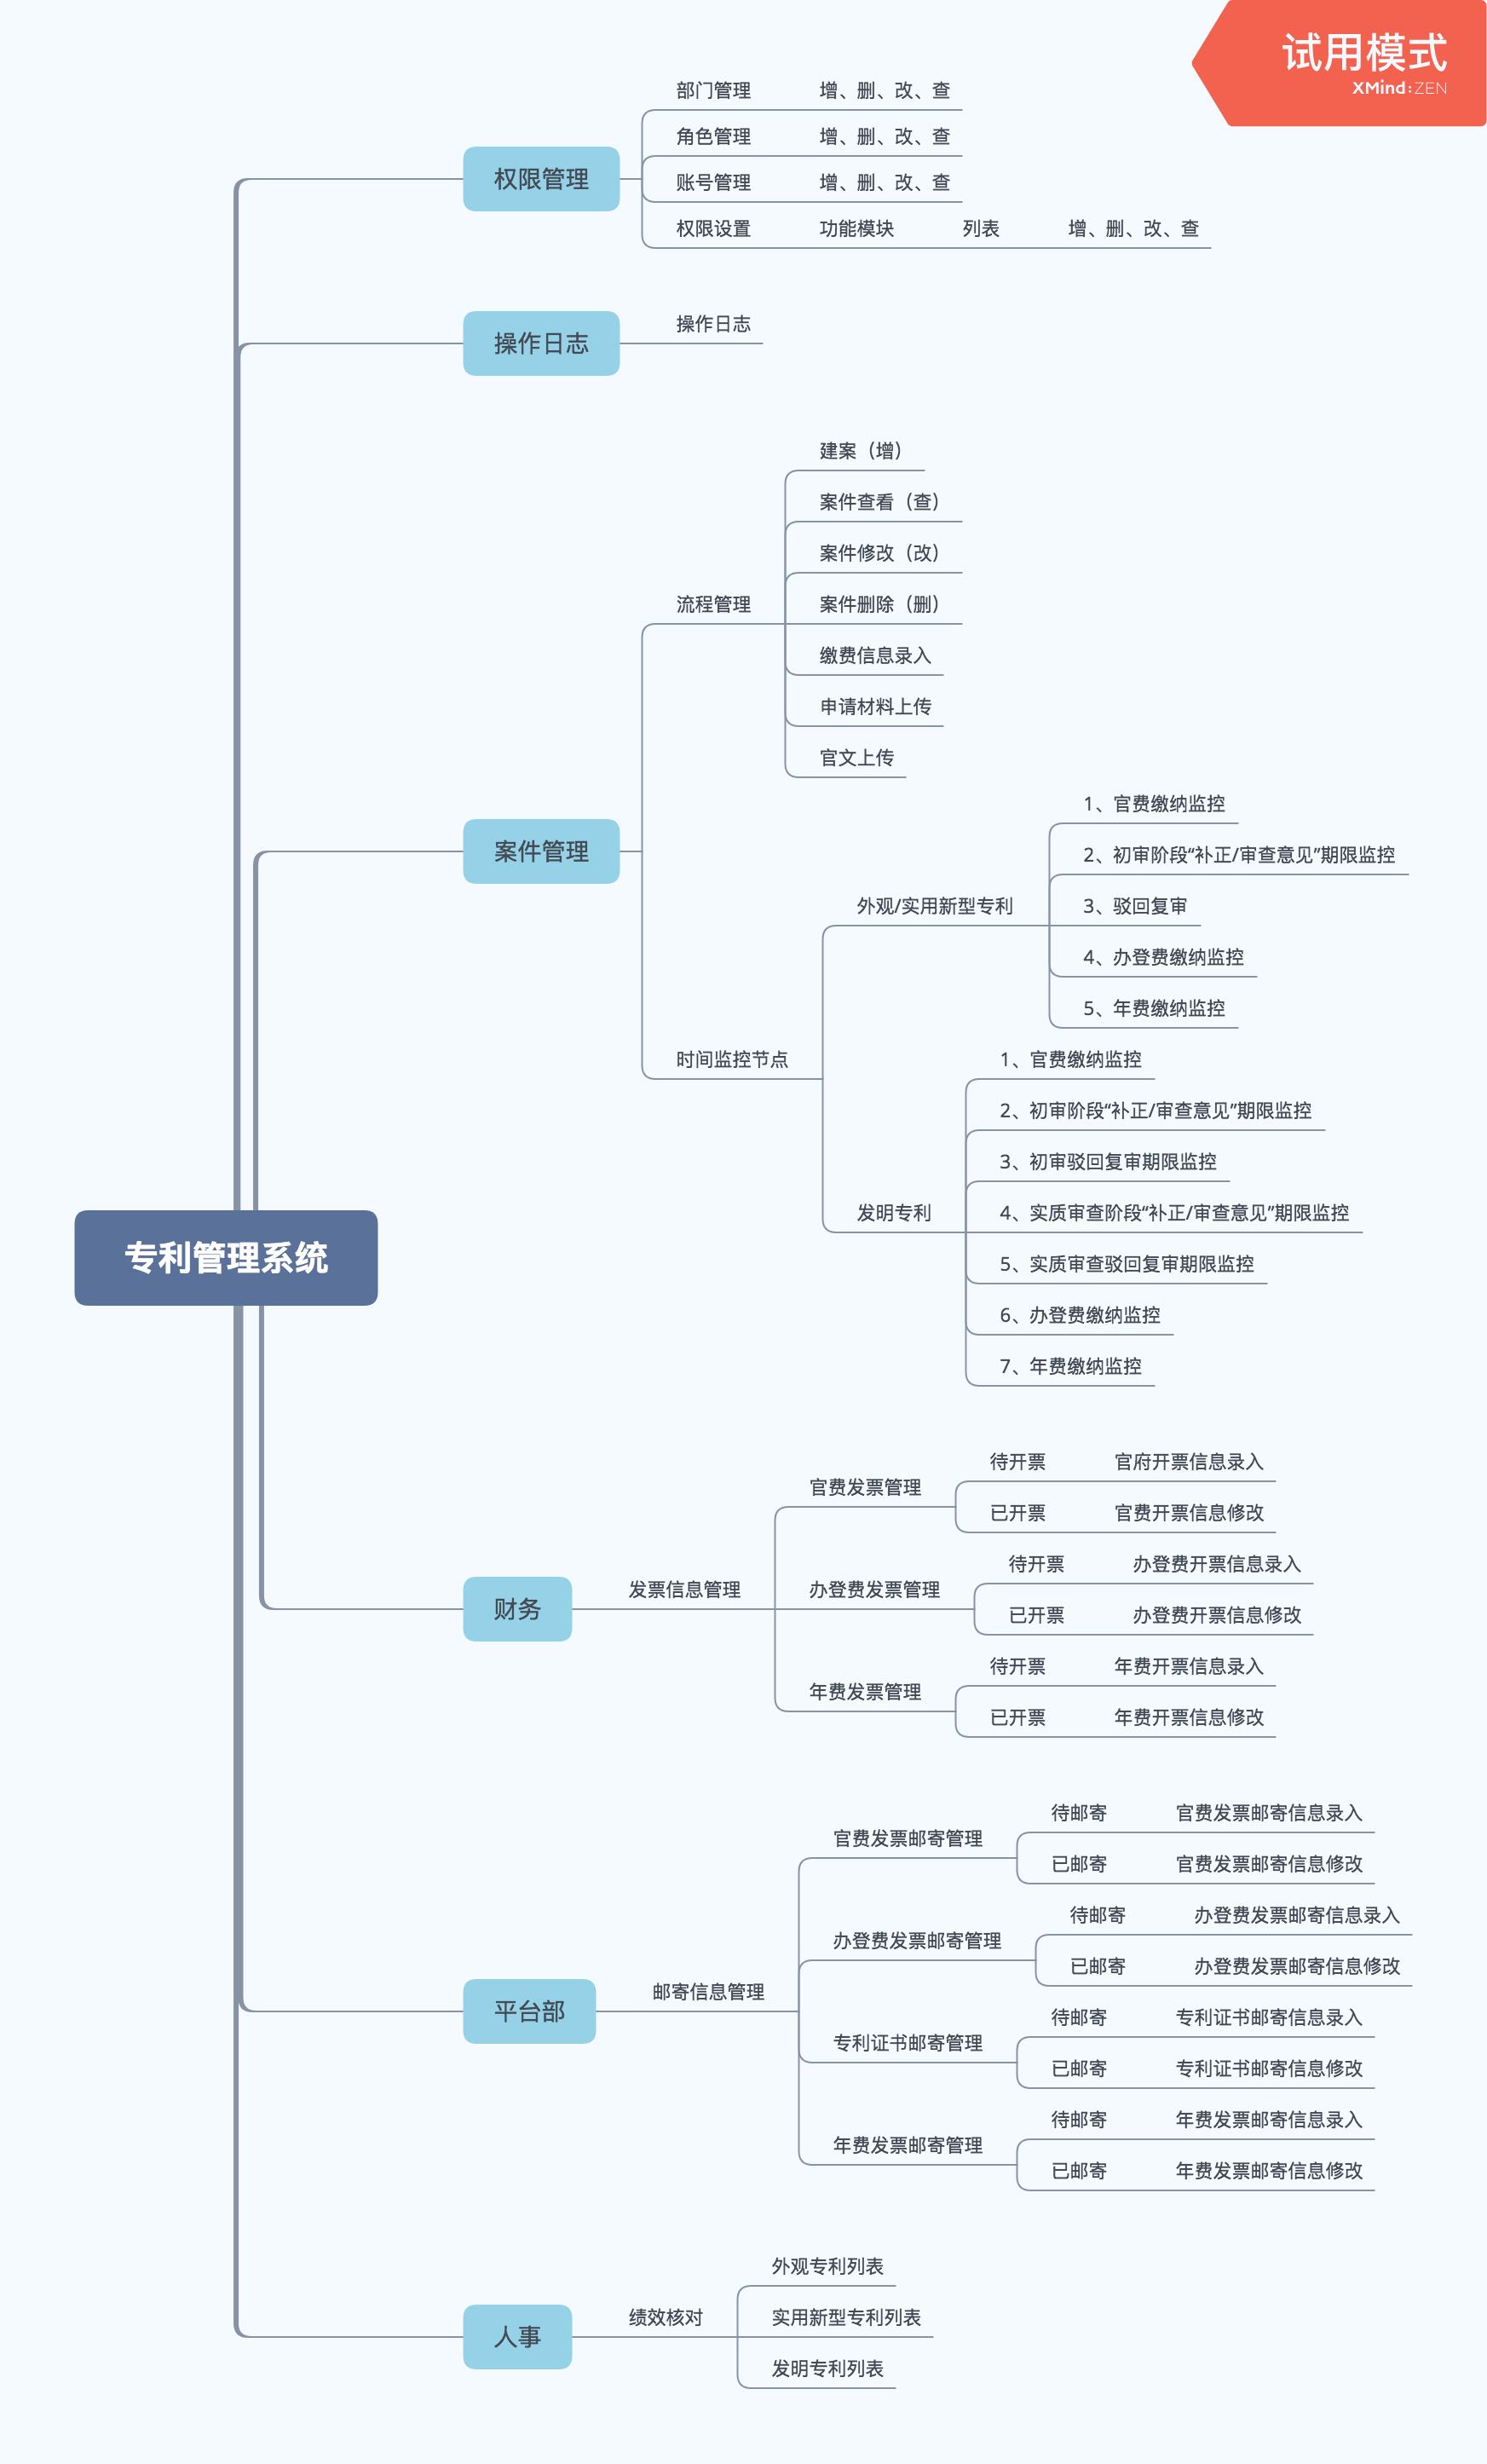 试用模式
XMind:ZEN
专利管理系统
权限管理
部门管理 增、删、改、查
角色管理 增、删、改、查
账号管理 增、删、改、查
权限设置 功能模块 列表 增、删、改、查
操作日志
操作日志
案件管理
流程管理
建案（增）
案件查看（查）
案件修改（改）
案件删除（删）
缴费信息录入
申请材料上传
官文上传
时间监控节点
外观/实用新型专利
1、官费缴纳监控
2、初审阶段“补正/审查意见”期限监控
3、驳回复审
4、办登费缴纳监控
5、年费缴纳监控
发明专利
1、官费缴纳监控
2、初审阶段“补正/审查意见”期限监控
3、初审驳回复审期限监控
4、实质审查阶段“补正/审查意见”期限监控
5、实质审查驳回复审期限监控
6、办登费缴纳监控
7、年费缴纳监控
财务
发票信息管理
官费发票管理
待开票 官府开票信息录入
已开票 官费开票信息修改
办登费发票管理
待开票 办登费开票信息录入
已开票 办登费开票信息修改
年费发票管理
待开票 年费开票信息录入
已开票 年费开票信息修改
平台部
邮寄信息管理
官费发票邮寄管理
待邮寄 官费发票邮寄信息录入
已邮寄 官费发票邮寄信息修改
办登费发票邮寄管理
待邮寄 办登费发票邮寄信息录入
已邮寄 办登费发票邮寄信息修改
专利证书邮寄管理
待邮寄 专利证书邮寄信息录入
已邮寄 专利证书邮寄信息修改
年费发票邮寄管理
待邮寄 年费发票邮寄信息录入
已邮寄 年费发票邮寄信息修改
人事
绩效核对
外观专利列表
实用新型专利列表
发明专利列表